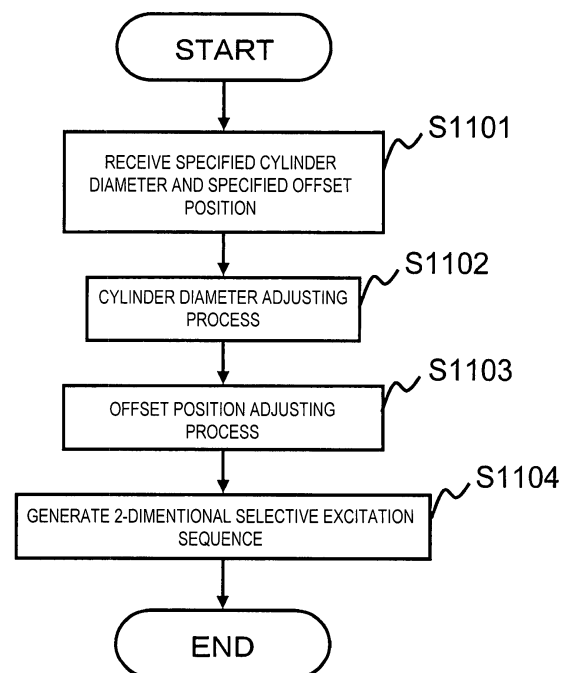 START
S1101
RECEIVE SPECIFIED CYLINDER
DIAMETER AND SPECIFIED OFFSET
POSITION
S1102
CYLINDER DIAMETER ADJUSTING
PROCESS
S1103
OFFSET POSITION ADJUSTING
PROCESS
S1104
GENERATE 2-DIMENTIONAL SELECTIVE EXCITATION
SEQUENCE
END